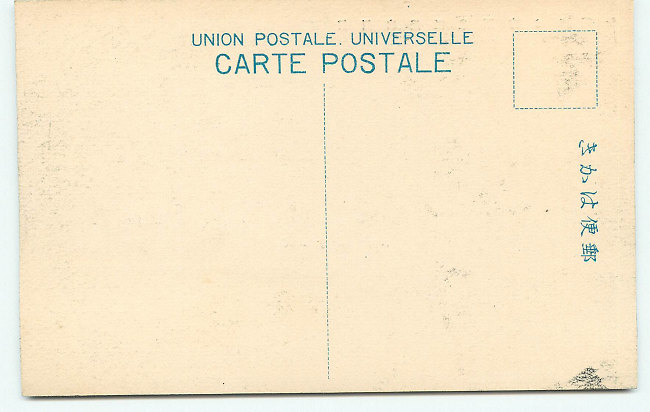 UNION POSTALE. UNIVERSELLE
CARTE POSTALE
郵便はかき